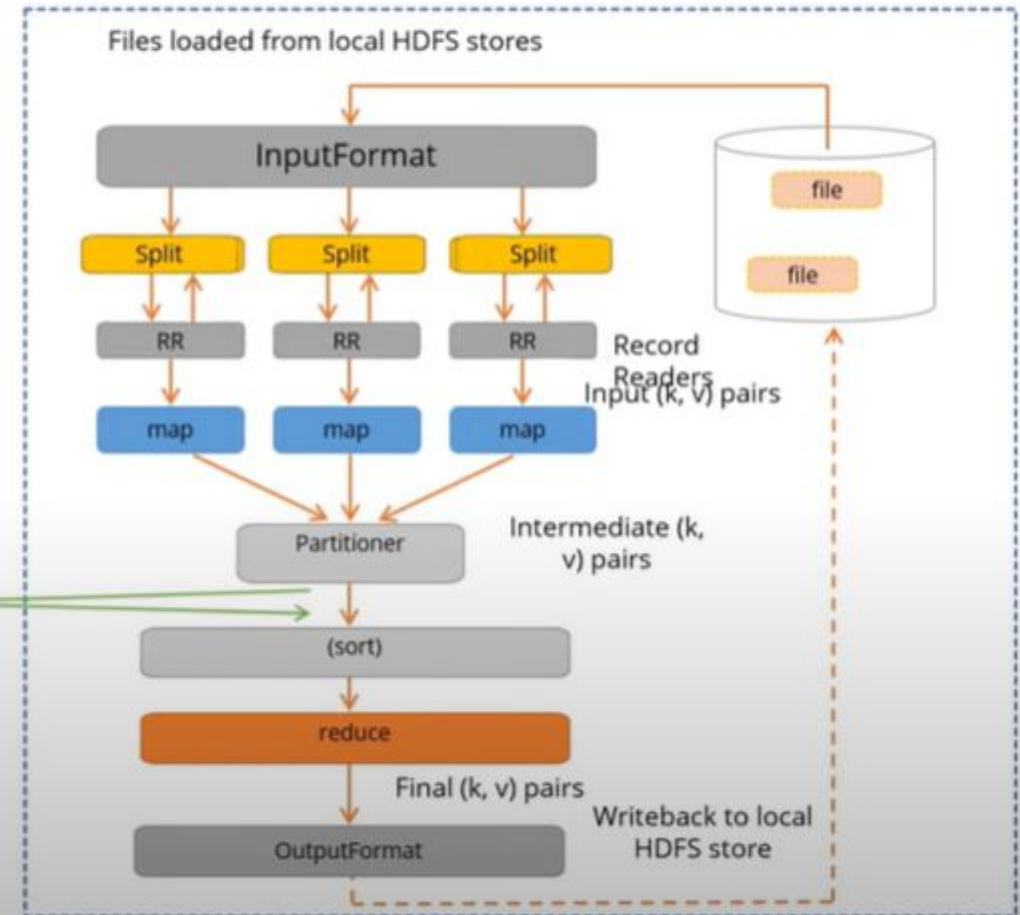 Files loaded from local HDFS stores
InputFormat
file
Split
Split
Split
file
RR
RR
RR
Record
Readers
Input (k, v) pairs
map
map
map
Intermediate (k,
v) pairs
Partitioner
(sort)
reduce
Final (k, v) pairs
Writeback to local
HDFS store
OutputFormat